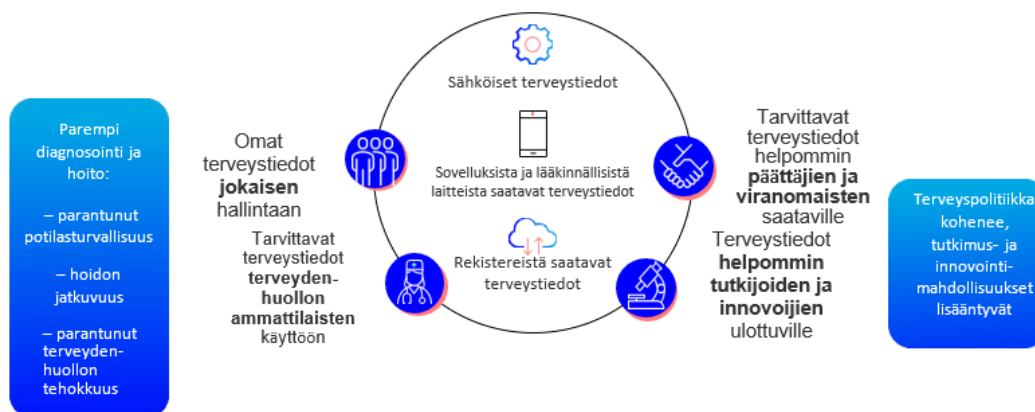 Parempi
diagnosointi ja
hoito:
– parantunut
potilasturvallisuus
– hoidon
jatkuvuus
– parantunut
terveyden-
huollon
tehokkuus
Omat
terveystiedot
jokaisen
hallintaan
Tarvittavat
terveystiedot
terveyden-
huollon
ammattilaisten
käyttöön
Sähköiset terveystiedot
Sovelluksista ja lääkinnällisistä
laitteista saatavat terveystiedot
Rekistereistä saatavat
terveystiedot
Tarvittavat
terveystiedot
helpommin
päättäjien ja
viranomaisten
saataville
Terveystiedot
helpommin
tutkijoiden ja
innovoijien
ulottuville
Terveyspolitiikka
kohenee,
tutkimus- ja
innovointi-
mahdollisuukset
lisääntyvät